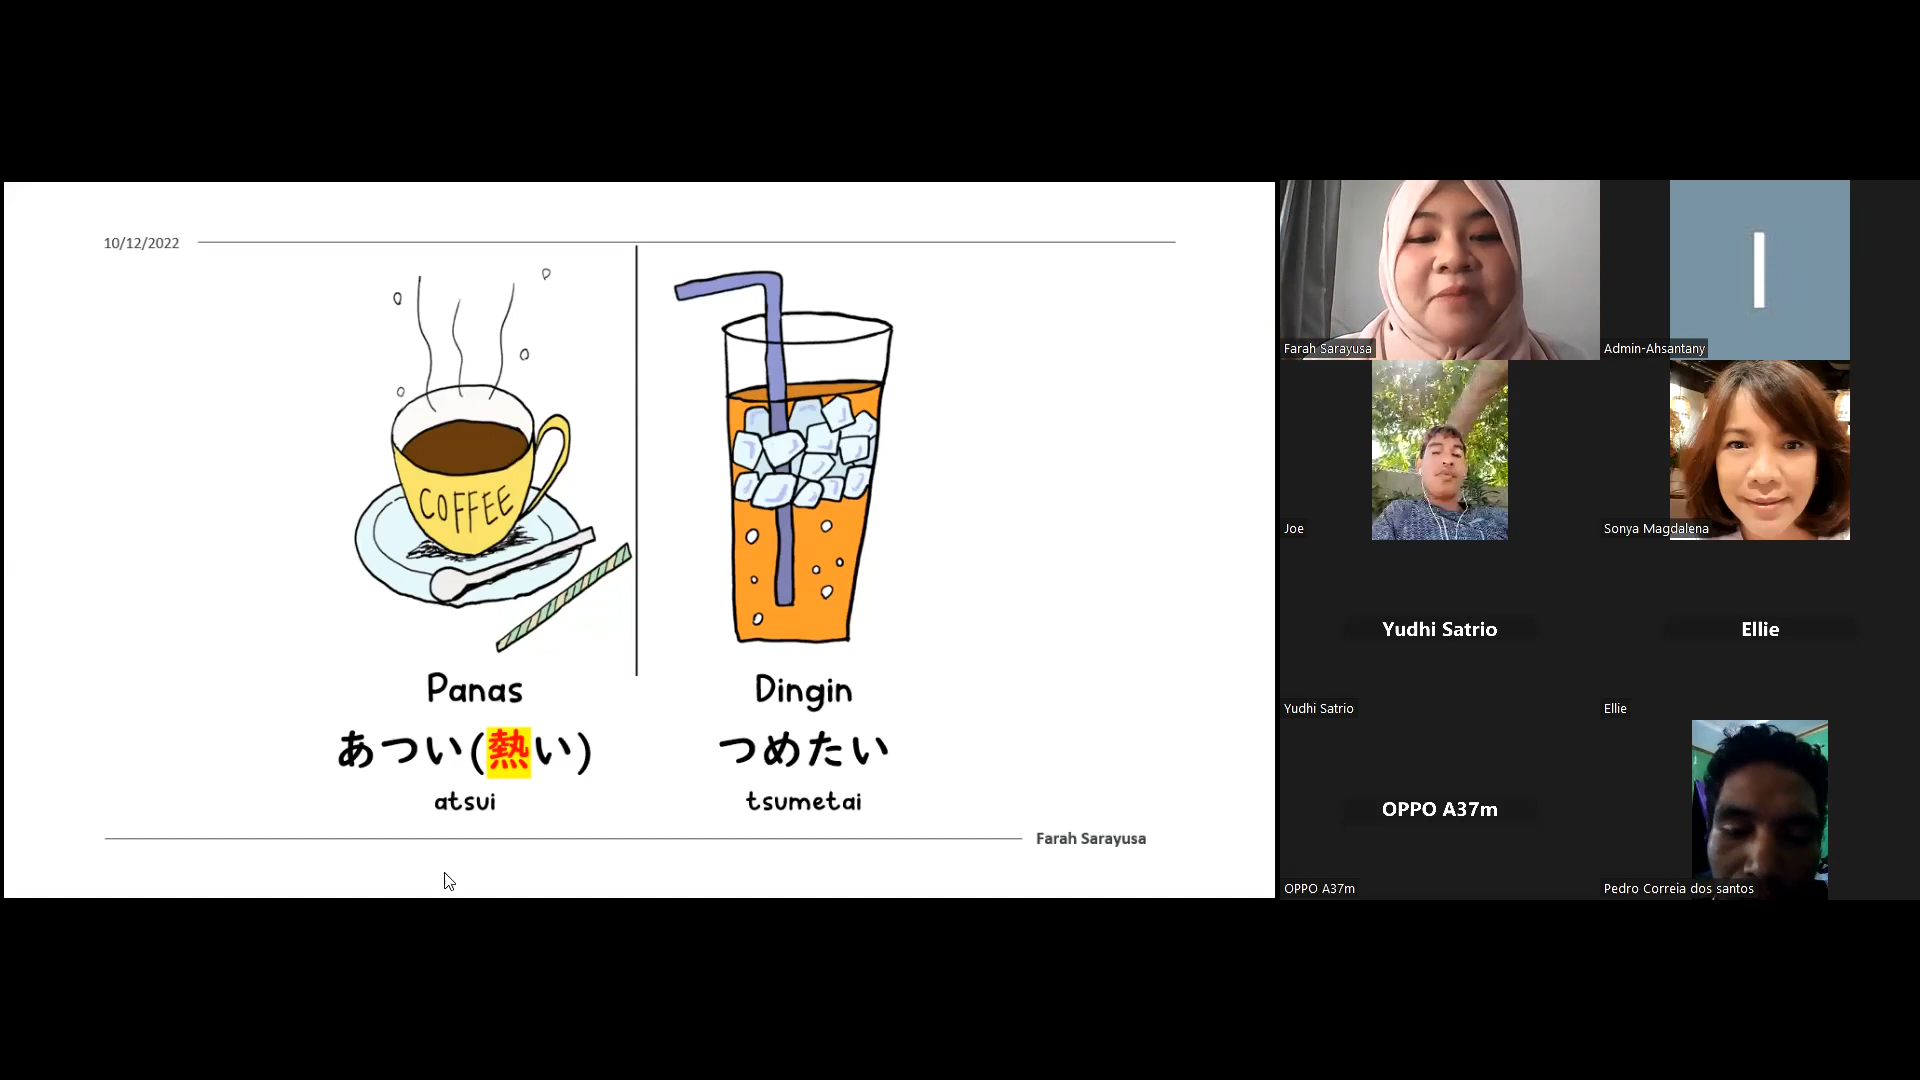 10/12/2022
COFFEE
Panas
あつい(熱い)
atsui
Dingin
つめたい
tsumetai
Farah Sarayusa
Farah Sarayusa
I
Admin-Ahsantany
Joe
Sonya Magdalena
Yudhi Satrio
Yudhi Satrio
Ellie
Ellie
OPPO A37m
OPPO A37m
Pedro Correia dos santos